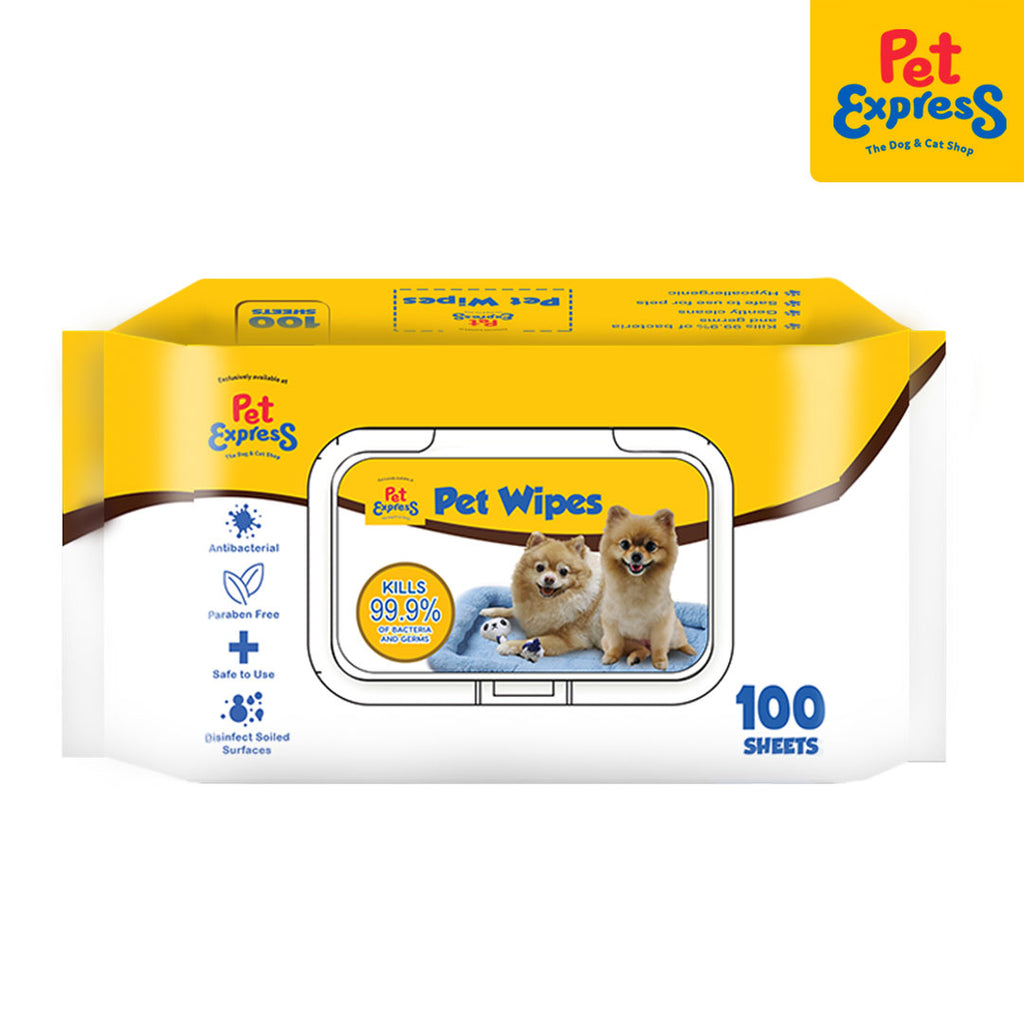 Pet
Express
The Dog & Cat Shop
100
SHEETS
Pet
Express
Pet Wipes
Kills 99.9% of bacteria
and germs
Gently cleans
Safe to use for pets
Hypoallergenic
Exclusively available at
Pet
Express
The Dog & Cat Shop
Antibacterial
Paraben Free
Safe to Use
Disinfect Soiled
Surfaces
Pet
Express
Pet Wipes
KILLS
99.9%
OF BACTERIA
AND GERMS
100
SHEETS